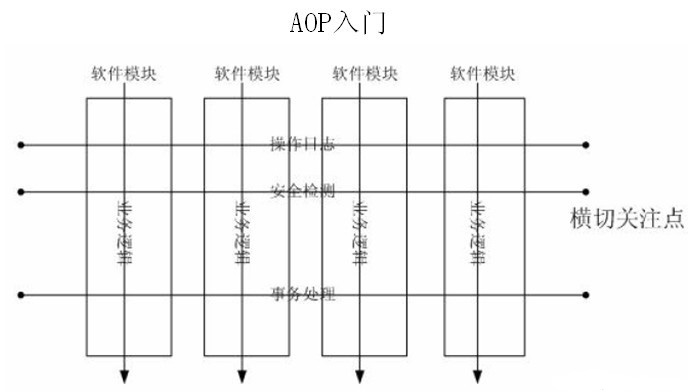 AOP入门
软件模块 软件模块 软件模块 软件模块
操作日志
安全检测
业务逻辑 业务逻辑 业务逻辑 业务逻辑
横切关注点
事务处理